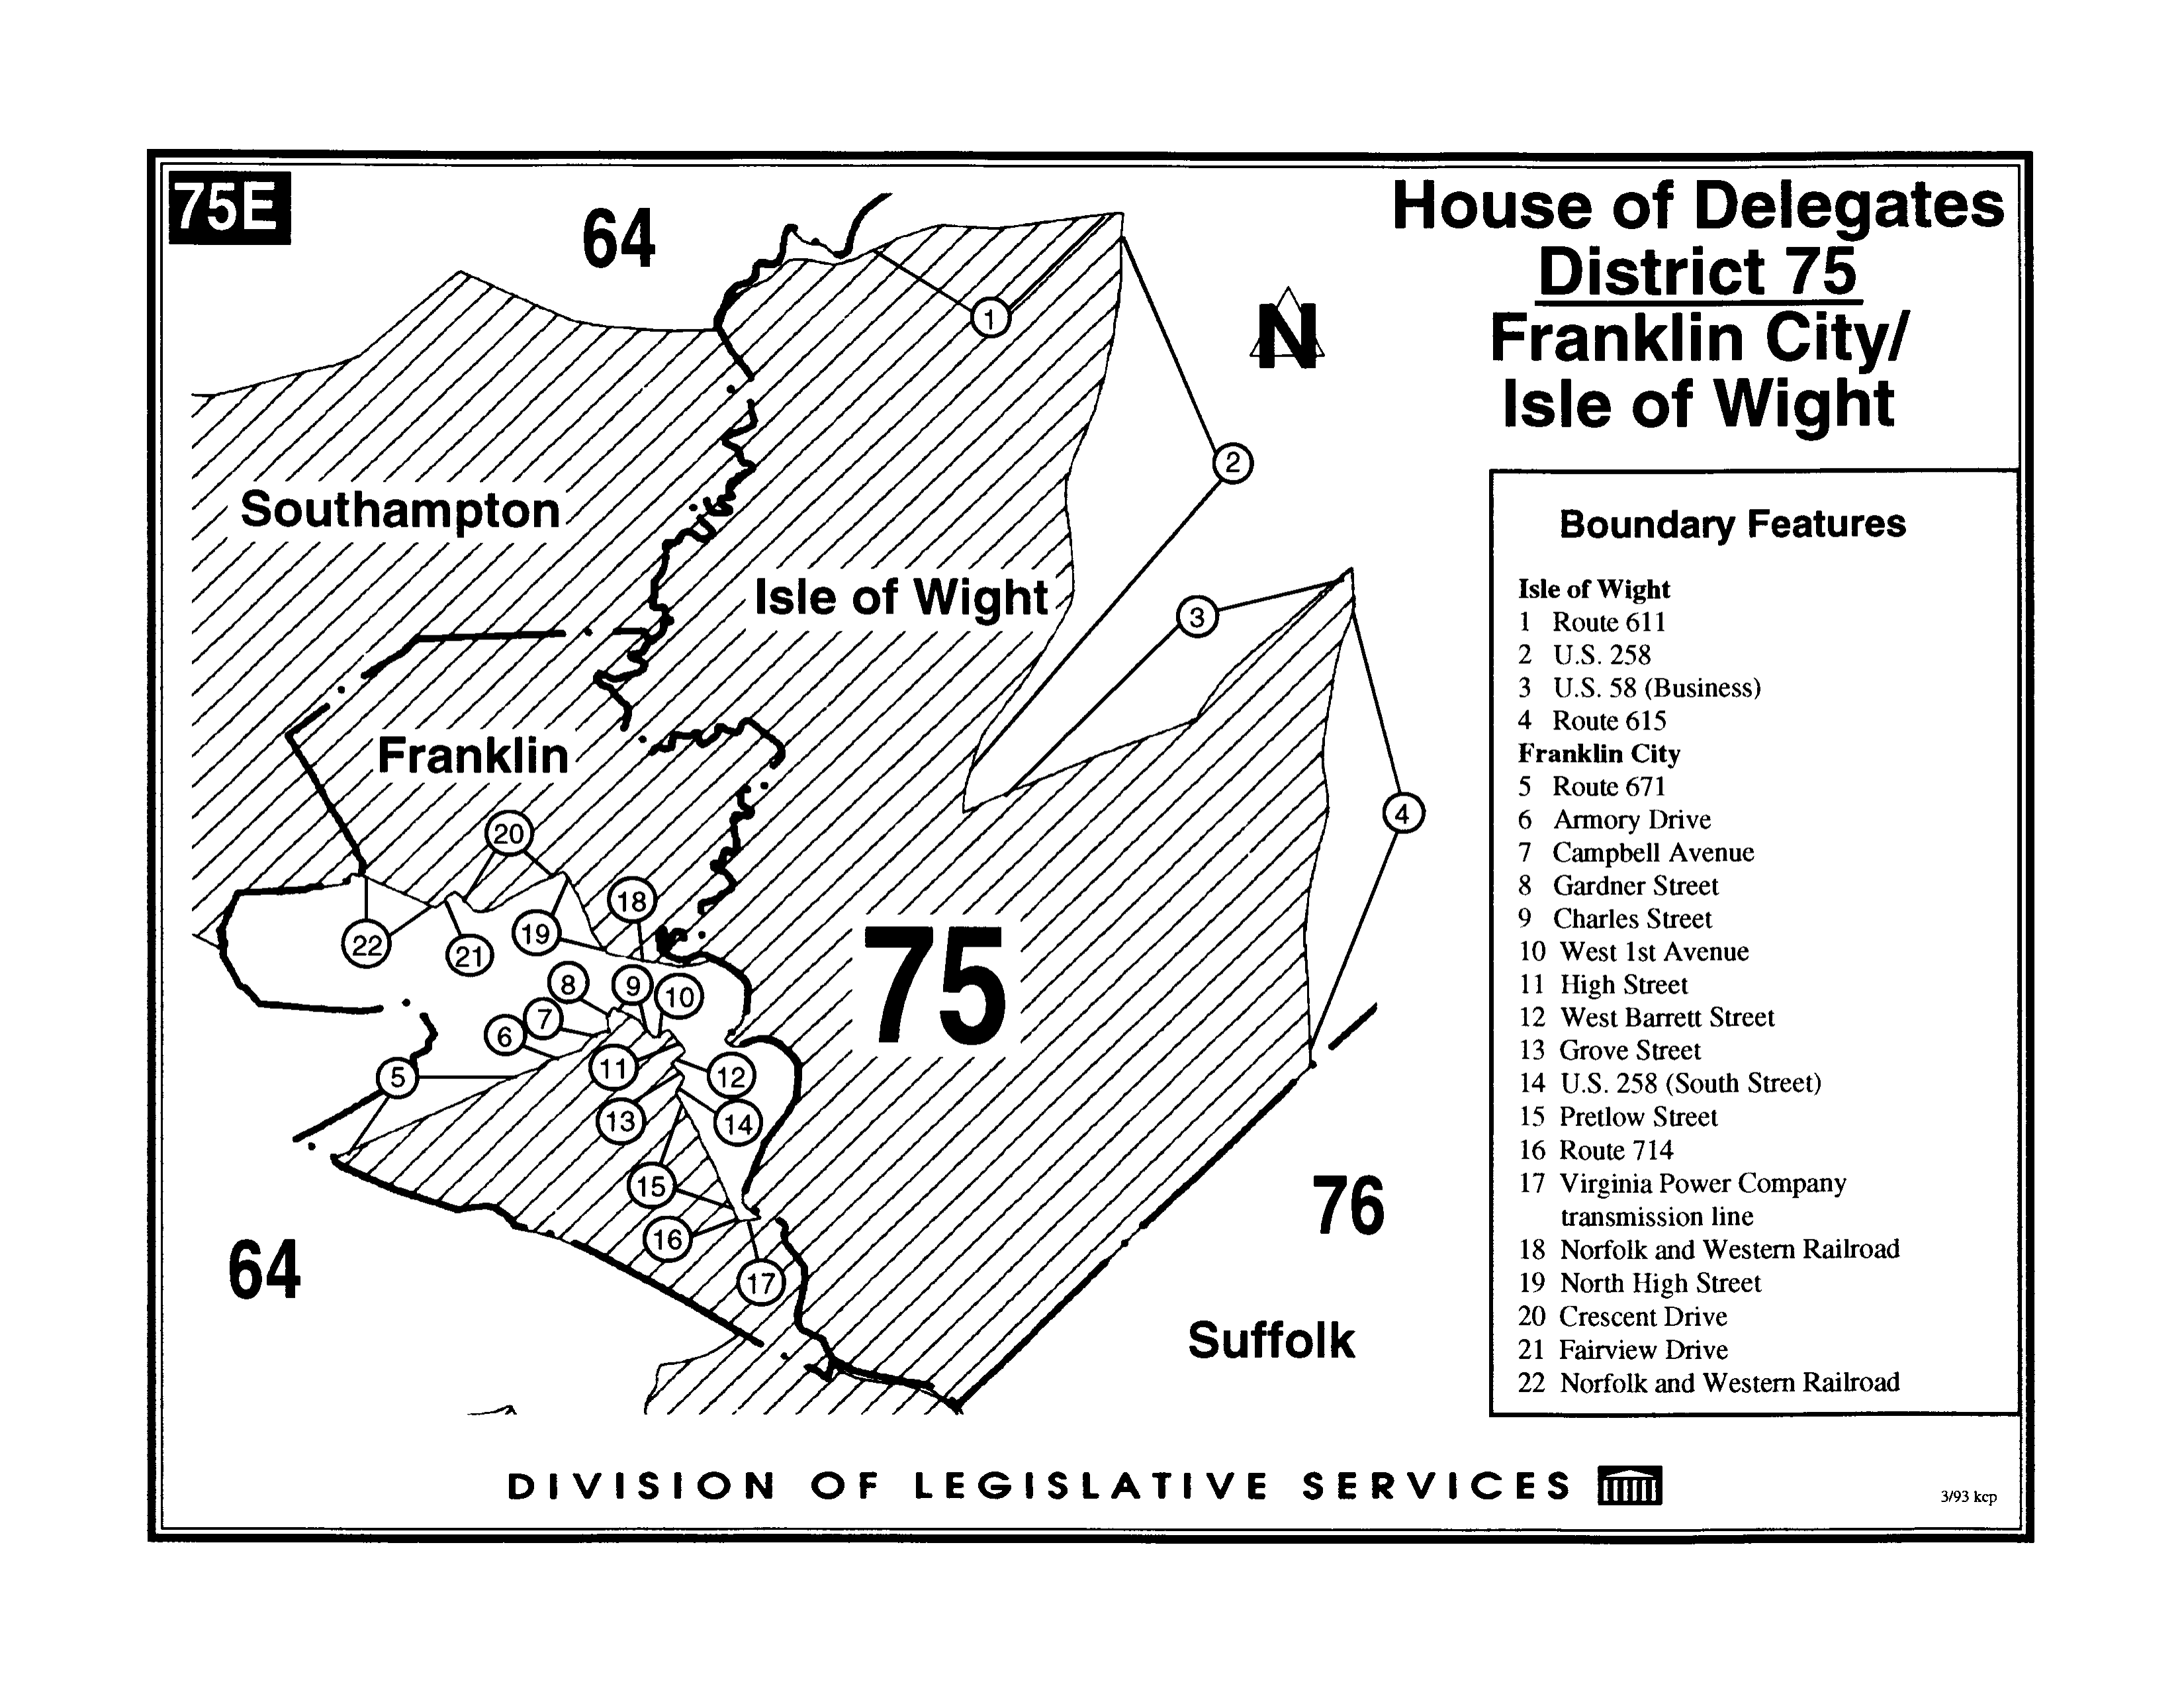 75E
House of Delegates
District 75
Franklin City/
Isle of Wight
64
N
Southampton
Isle of Wight
Franklin
75
64
76
Suffolk
1
2
3
4
20
18
19
22
21
8
9
10
7
6
5
11
12
13
14
15
16
17
Boundary Features
Isle of Wight
1 Route 611
2 U.S. 258
3 U.S. 58 (Business)
4 Route 615
Franklin City
5 Route 671
6 Armory Drive
7 Campbell Avenue
8 Gardner Street
9 Charles Street
10 West 1st Avenue
11 High Street
12 West Barrett Street
13 Grove Street
14 U.S. 258 (South Street)
15 Pretlow Street
16 Route 714
17 Virginia Power Company
transmission line
18 Norfolk and Western Railroad
19 North High Street
20 Crescent Drive
21 Fairview Drive
22 Norfolk and Western Railroad
DIVISION OF LEGISLATIVE SERVICES
3/93 kcp